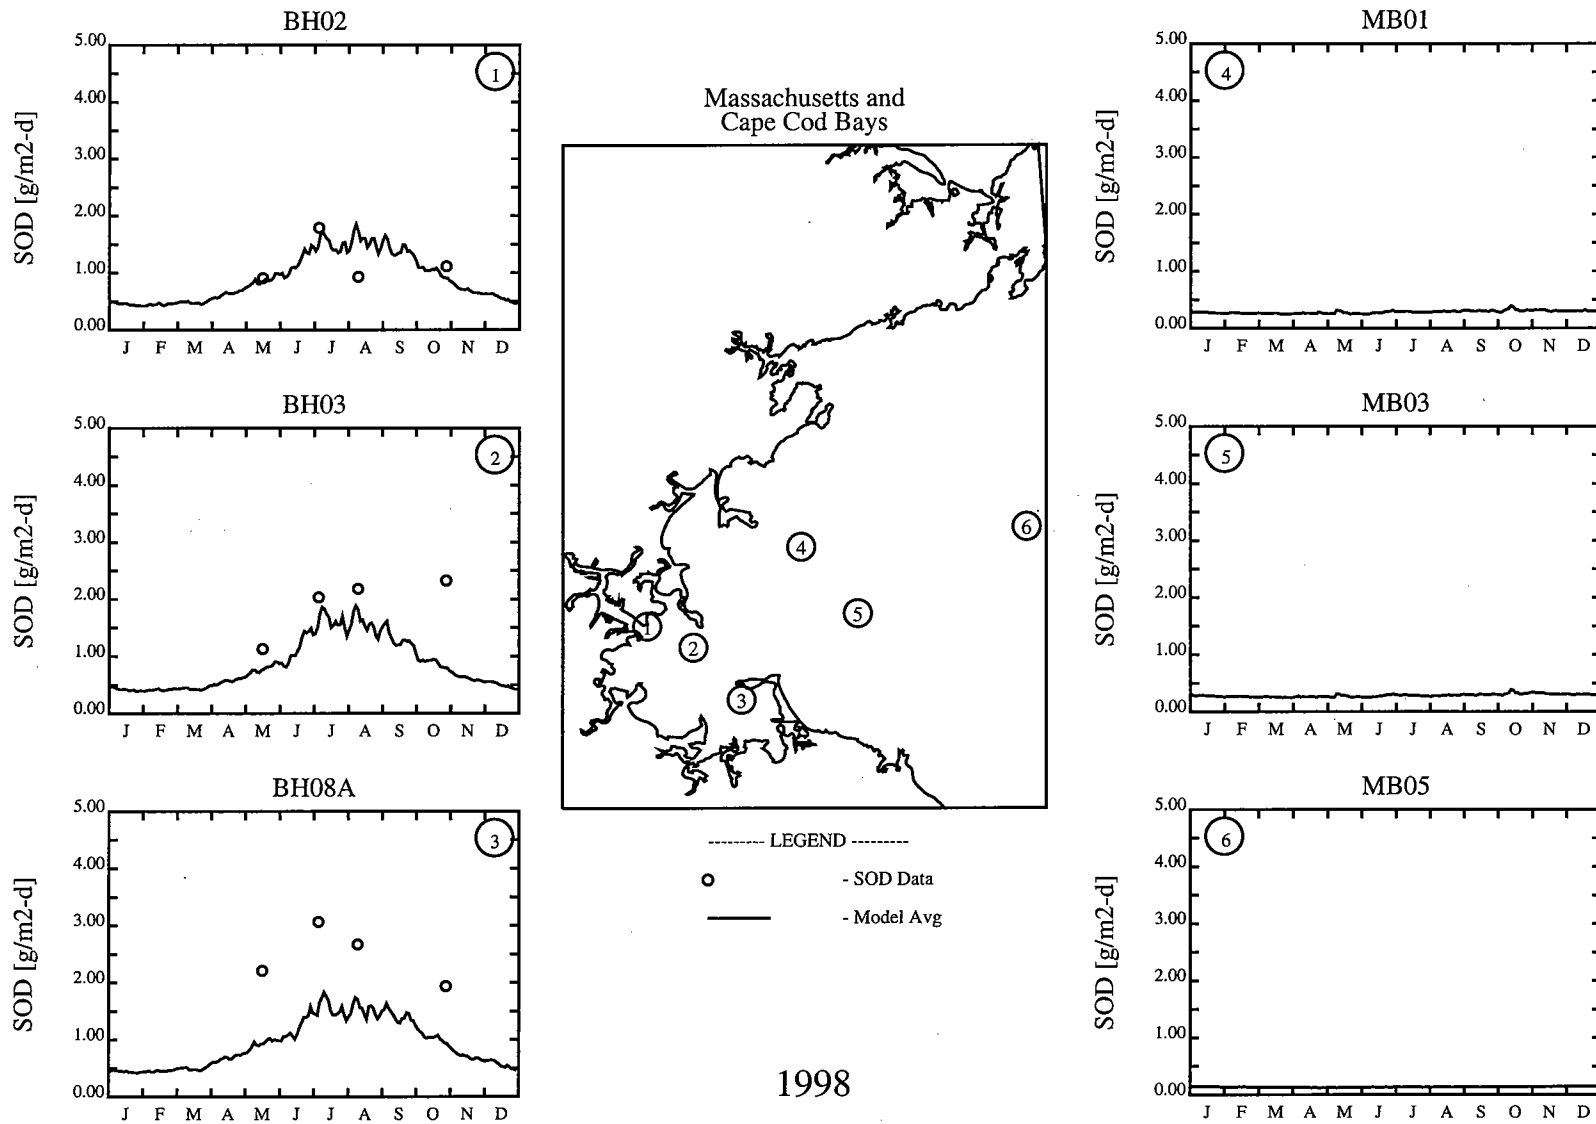 BH02
5.00
4.00
3.00
2.00
1.00
0.00
SOD [g/m2-d]
1
J F M A M J J A S O N D
BH03
5.00
4.00
3.00
2.00
1.00
0.00
SOD [g/m2-d]
2
J F M A M J J A S O N D
BH08A
5.00
4.00
3.00
2.00
1.00
0.00
SOD [g/m2-d]
3
J F M A M J J A S O N D
Massachusetts and
Cape Cod Bays
6
4
5
1
2
3
-------- LEGEND --------
- SOD Data
- Model Avg
1998
MB01
5.00
4.00
3.00
2.00
1.00
0.00
SOD [g/m2-d]
4
J F M A M J J A S O N D
MB03
5.00
4.00
3.00
2.00
1.00
0.00
SOD [g/m2-d]
5
J F M A M J J A S O N D
MB05
5.00
4.00
3.00
2.00
1.00
0.00
SOD [g/m2-d]
6
J F M A M J J A S O N D